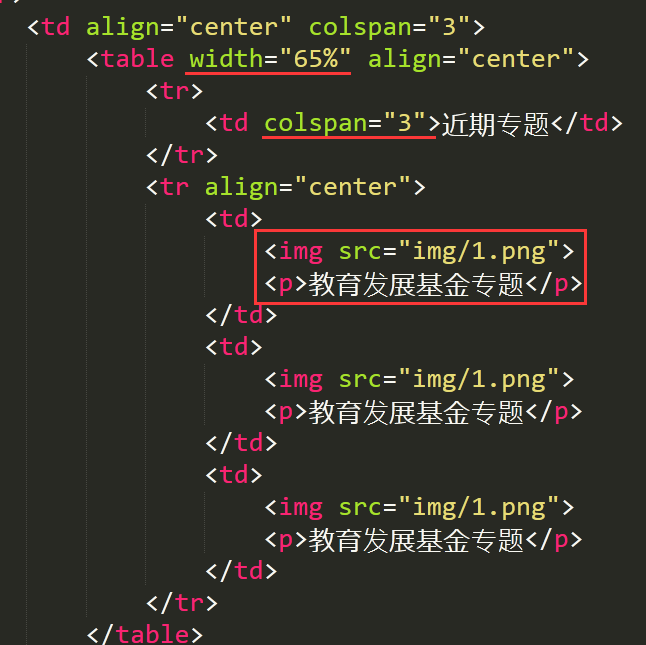 <td align="center" colspan="3">
<table width="65%" align="center">
<tr>
<td colspan="3">近期专题</td>
</tr>
<tr align="center">
<td>
<img src="img/1.png">
<p>教育发展基金专题</p>
</td>
<td>
<img src="img/1.png">
<p>教育发展基金专题</p>
</td>
<td>
<img src="img/1.png">
<p>教育发展基金专题</p>
</td>
</tr>
</table>